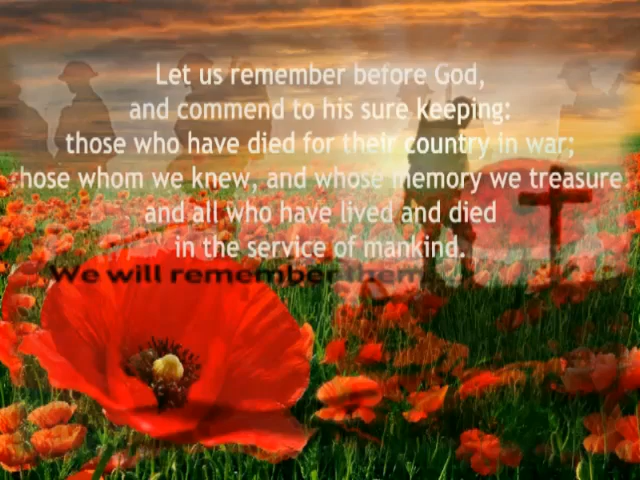 Let us remember before God,
and commend to his sure keeping:
those who have died for their country in war;
hose whom we knew, and whose memory we treasure
and all who have lived and died
in the service of mankind.
We will remember them